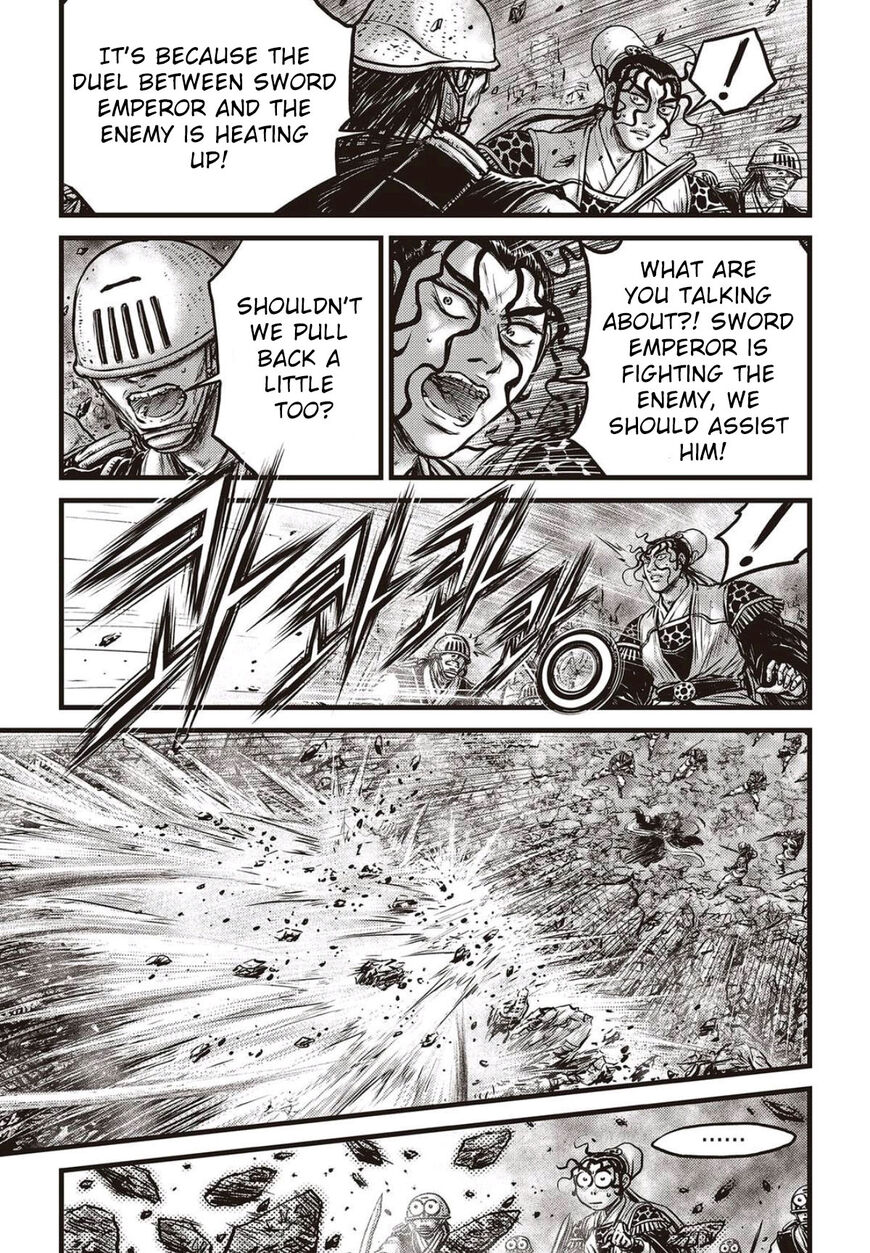 IT'S BECAUSE THE
DUEL BETWEEN SWORD
EMPEROR AND THE
ENEMY IS HEATING
UP!
!
SHOULDN'T
WE PULL
BACK A
LITTLE
TOO?
WHAT ARE
YOU TALKING
ABOUT?! SWORD
EMPEROR IS
FIGHTING THE
ENEMY, WE
SHOULD ASSIST
HIM!
!
......